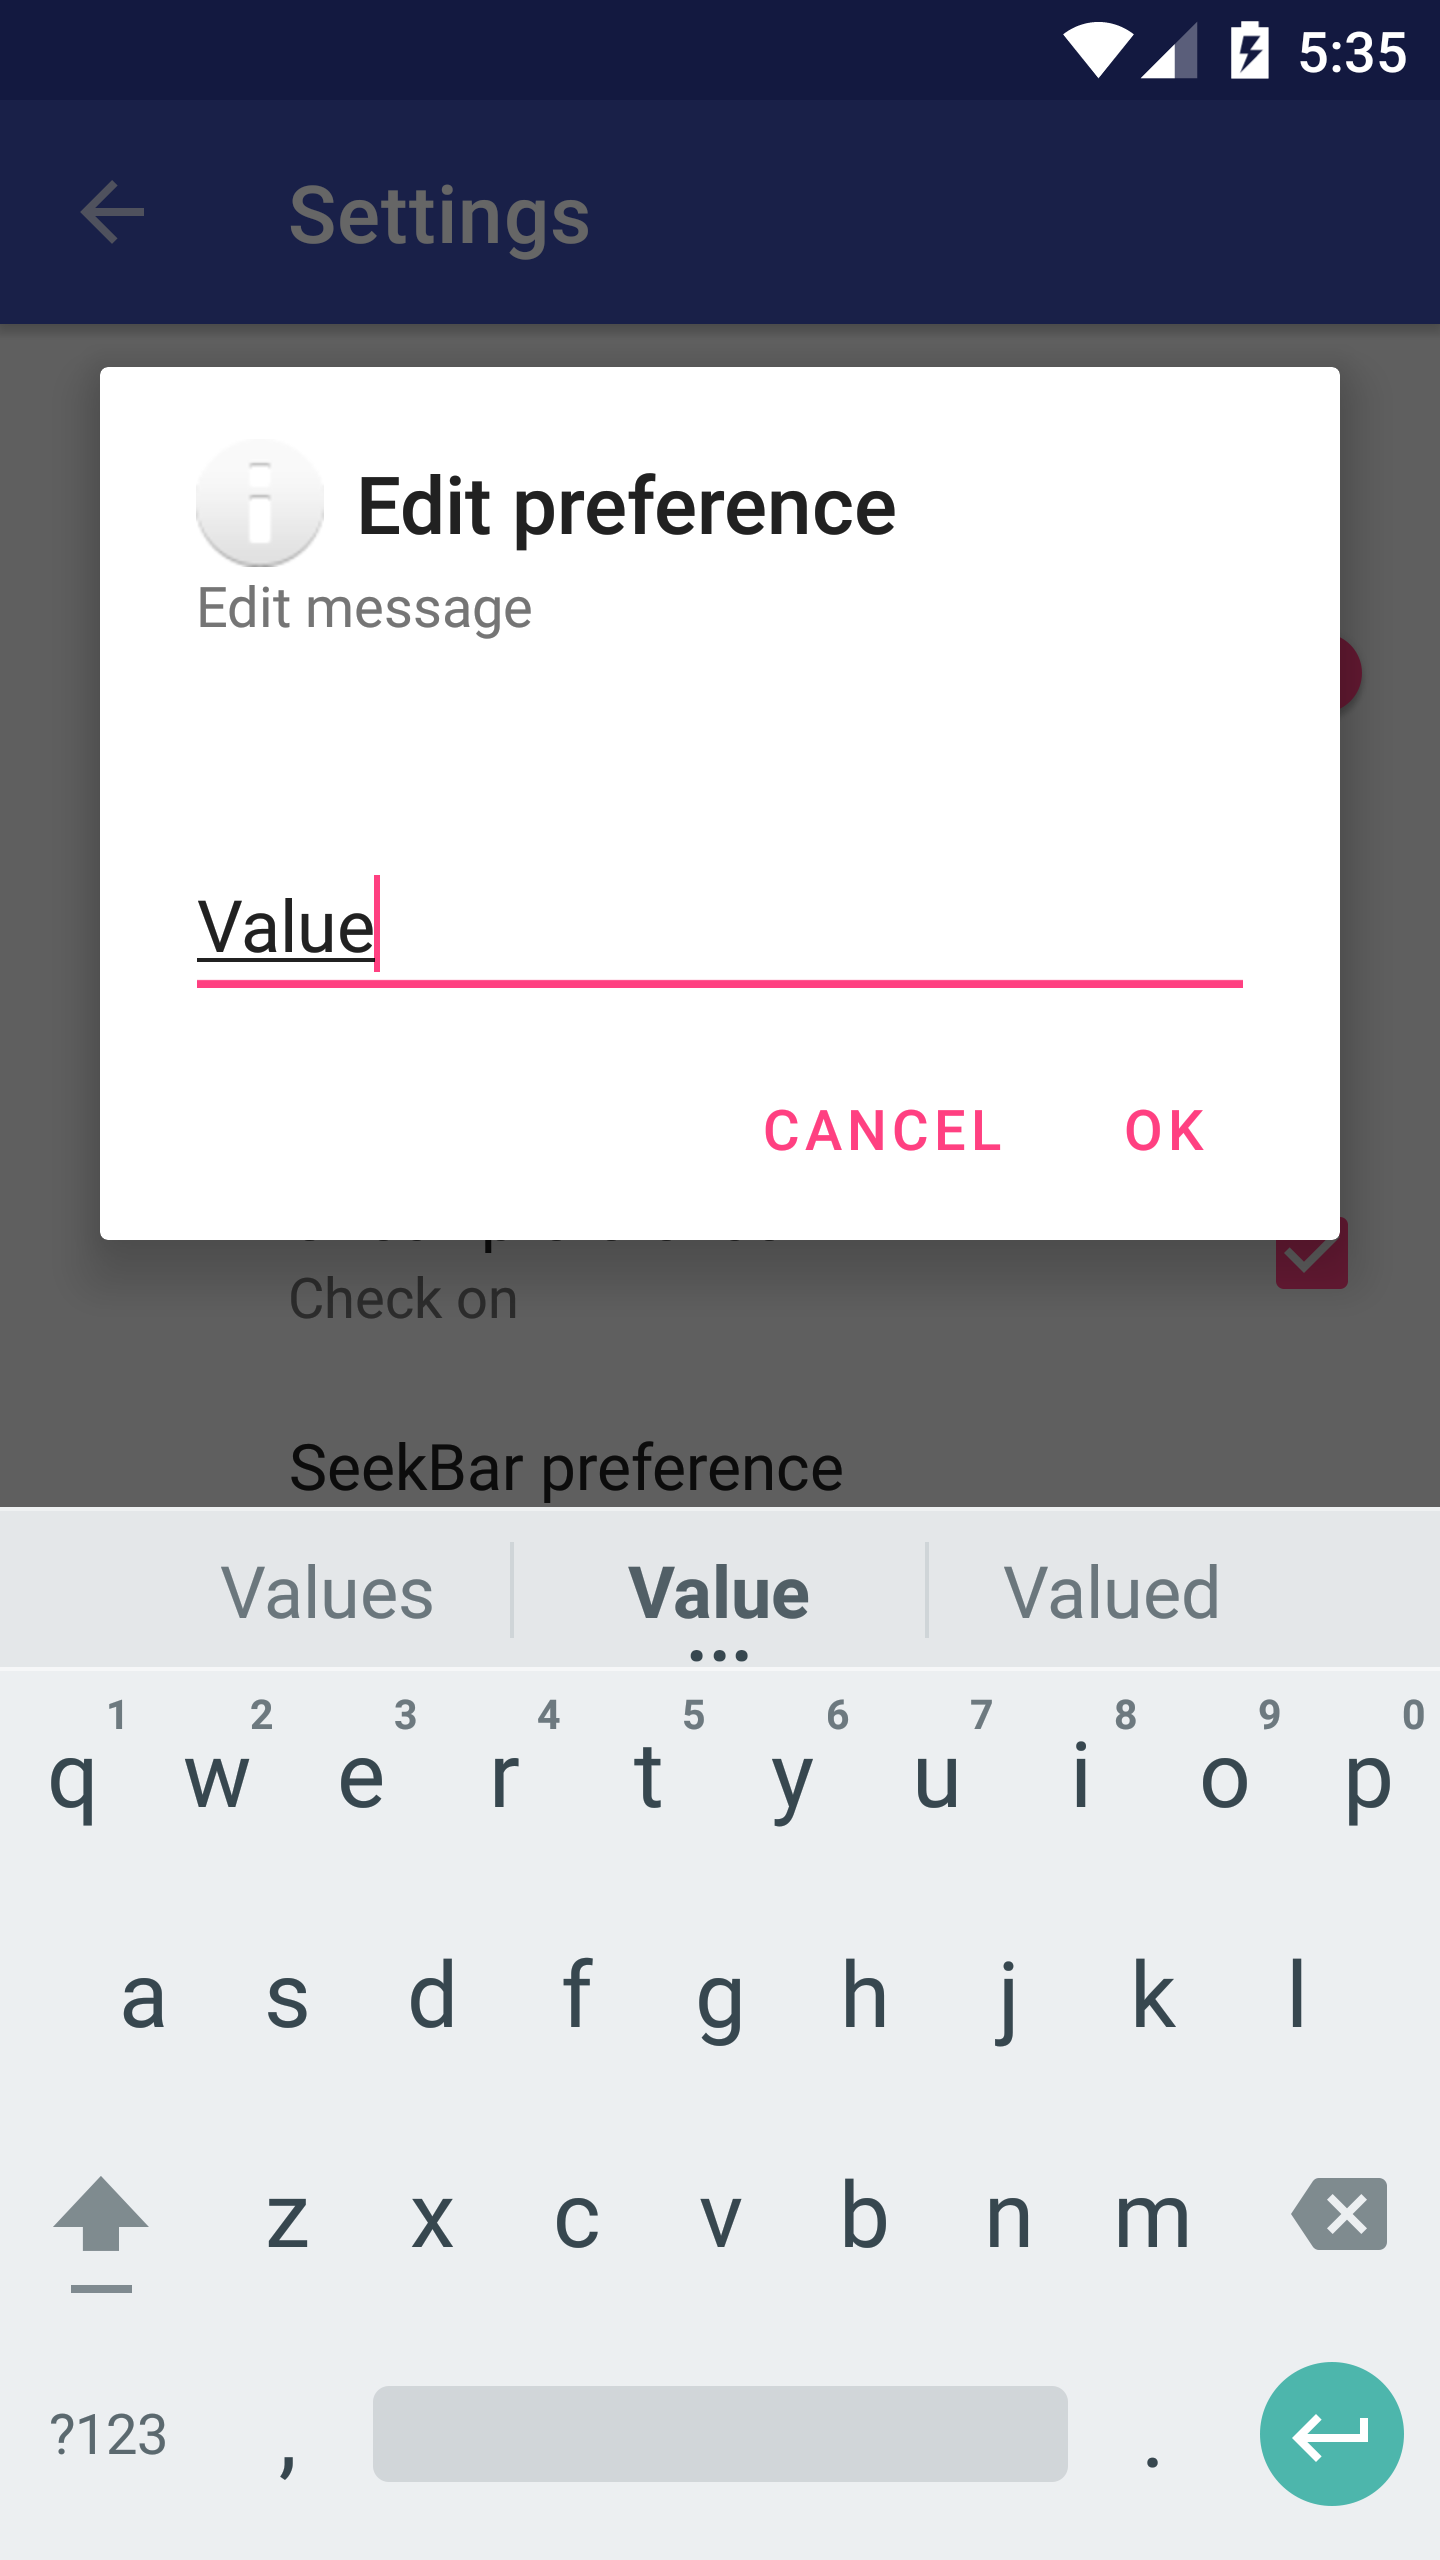 5:35
Settings
Edit preference
Edit message
Value
CANCEL OK
Check on
SeekBar preference
Values Value Valued
1 2 3 4 5 6 7 8 9 0
q w e r t y u i o p
a s d f g h j k l
z x c v b n m
?123 , .